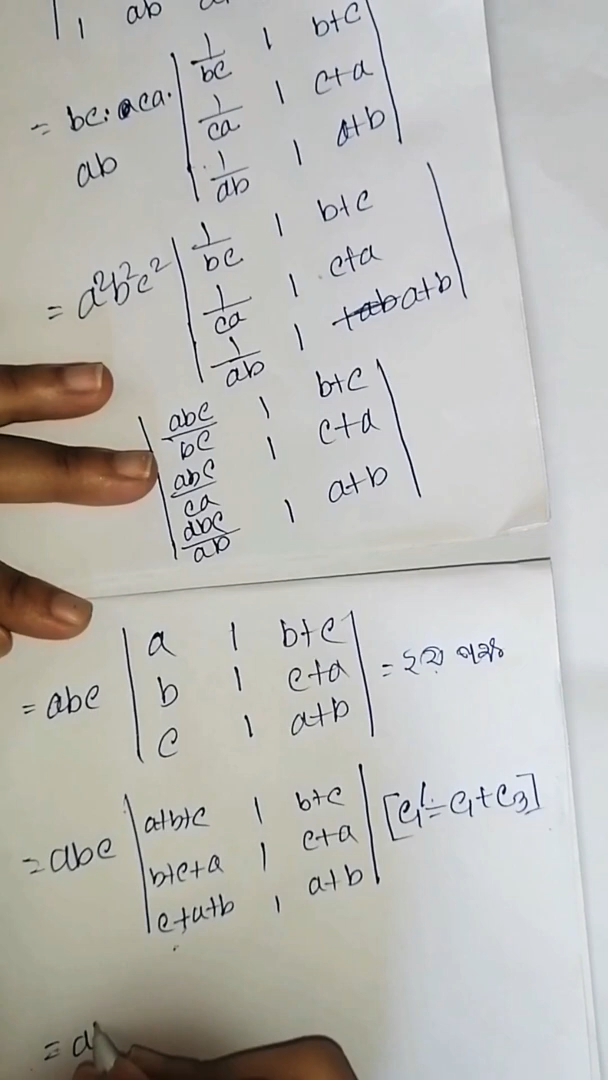 1 ab
= bc. ca. ab | 1/bc 1 b+c
1/ca 1 c+a
1/ab 1 a+b |
= a²b²c² | 1/bc 1 b+c
1/ca 1 c+a
1/ab 1 a+b |
| abc/bc 1 b+c
abc/ca 1 c+a
abc/ab 1 a+b |
= abc | a 1 b+c
b 1 c+a
c 1 a+b | = ২য় পক্ষ
= abc | a+b+c 1 b+c
b+c+a 1 c+a
c+a+b 1 a+b | [c₁′ = c₁+c₃]
= a